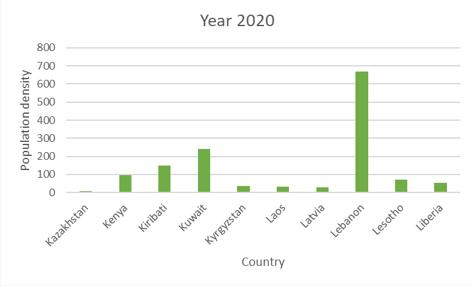 Year 2020
Population density
800
700
600
500
400
300
200
100
0
Kazakhstan
Kenya
Kiribati
Kuwait
Kyrgyzstan
Laos
Latvia
Lebanon
Lesotho
Liberia
Country